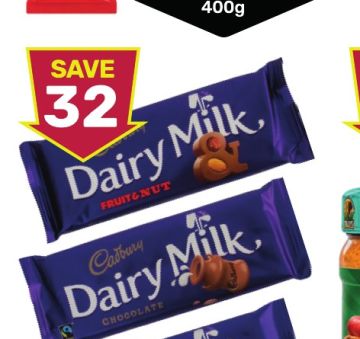 400g
SAVE
32
Dairy Milk
FRUIT & NUT
Cadbury
Dairy Milk
CHOCOLATE